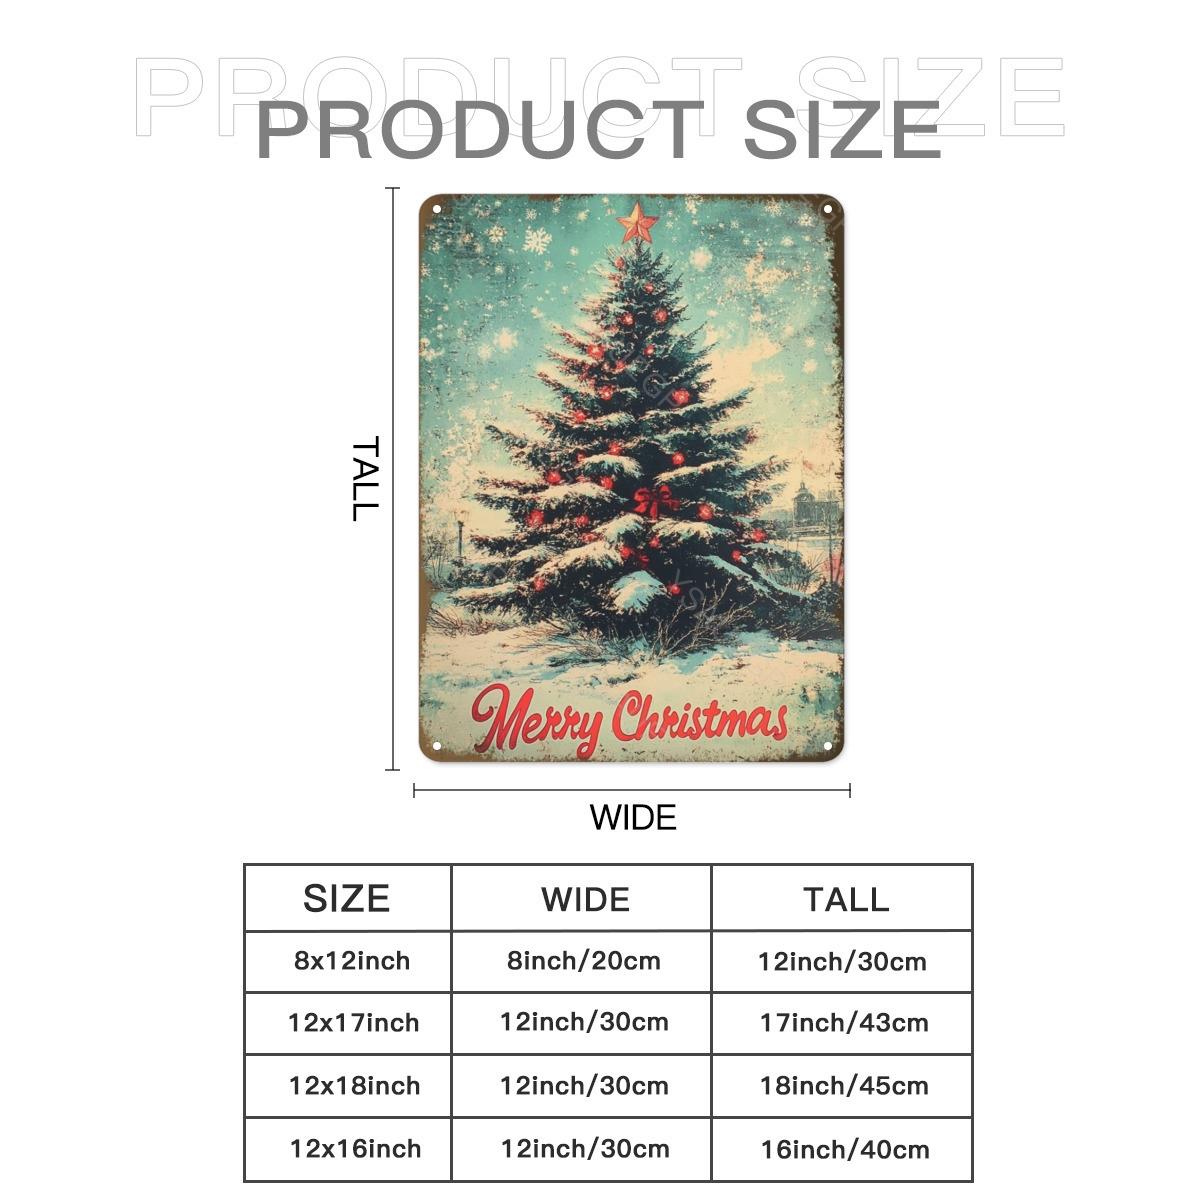 PRODUCT SIZE
PRODUCT SIZE
TALL
Merry Christmas
WIDE
SIZE WIDE TALL
8x12inch 8inch/20cm 12inch/30cm
12x17inch 12inch/30cm 17inch/43cm
12x18inch 12inch/30cm 18inch/45cm
12x16inch 12inch/30cm 16inch/40cm